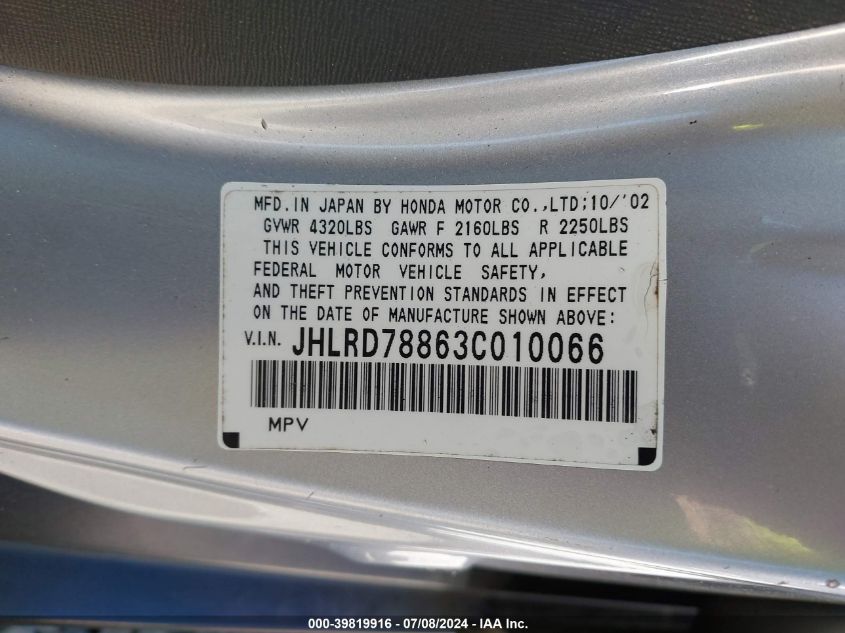 MFD.IN JAPAN BY HONDA MOTOR CO.,LTD;10/'02
GVWR 4320LBS GAWR F 2160LBS R 2250LBS
THIS VEHICLE CONFORMS TO ALL APPLICABLE
FEDERAL MOTOR VEHICLE SAFETY,
AND THEFT PREVENTION STANDARDS IN EFFECT
ON THE DATE OF MANUFACTURE SHOWN ABOVE:
V.I.N. JHLRD78863C010066
MPV
000-39819916 - 07/08/2024 - IAA Inc.